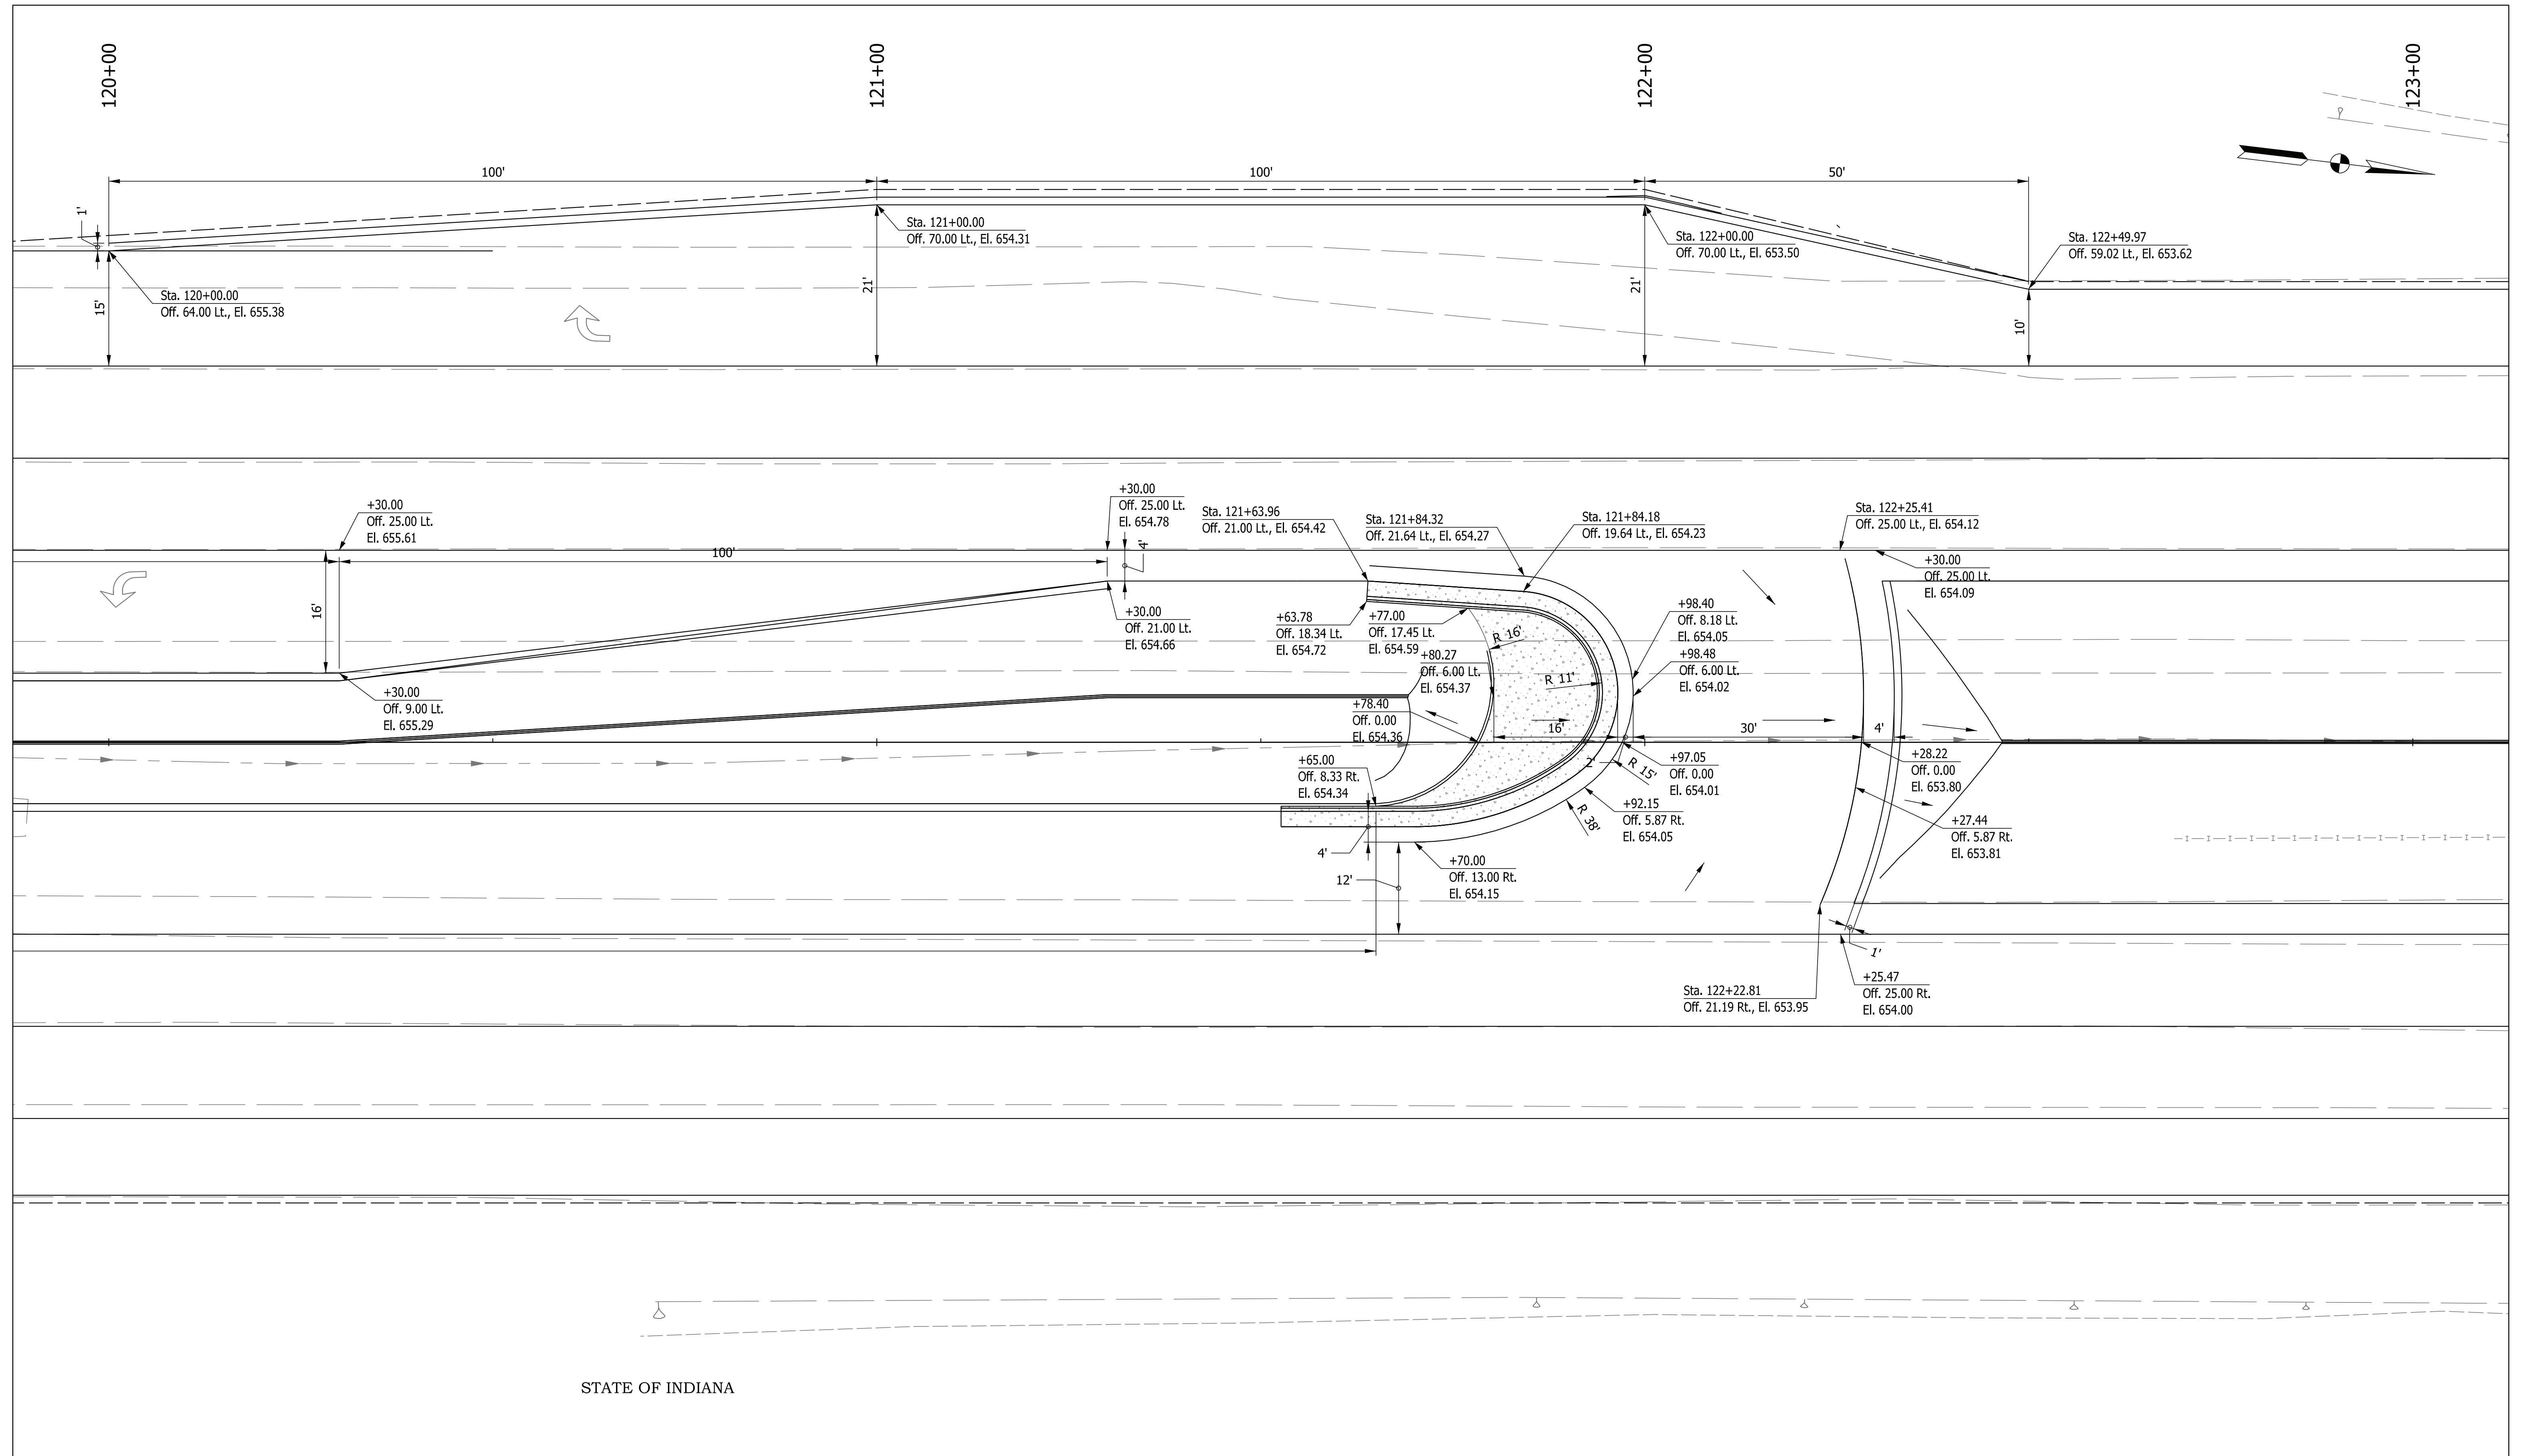 120+00
121+00
122+00
123+00
100'
100'
50'
1'
Sta. 121+00.00
Off. 70.00 Lt., El. 654.31
Sta. 122+00.00
Off. 70.00 Lt., El. 653.50
Sta. 122+49.97
Off. 59.02 Lt., El. 653.62
15'
Sta. 120+00.00
Off. 64.00 Lt., El. 655.38
21'
21'
10'
+30.00
Off. 25.00 Lt.
El. 655.61
+30.00
Off. 25.00 Lt.
El. 654.78
Sta. 121+63.96
Off. 21.00 Lt., El. 654.42
Sta. 121+84.32
Off. 21.64 Lt., El. 654.27
Sta. 121+84.18
Off. 19.64 Lt., El. 654.23
Sta. 122+25.41
Off. 25.00 Lt., El. 654.12
100'
4'
+30.00
Off. 25.00 Lt.
El. 654.09
16'
+30.00
Off. 21.00 Lt.
El. 654.66
+63.78
Off. 18.34 Lt.
El. 654.72
+77.00
Off. 17.45 Lt.
El. 654.59
R 16'
+98.40
Off. 8.18 Lt.
El. 654.05
+80.27
Off. 6.00 Lt.
El. 654.37
R 11'
+98.48
Off. 6.00 Lt.
El. 654.02
+30.00
Off. 9.00 Lt.
El. 655.29
+78.40
Off. 0.00
El. 654.36
16'
30'
4'
+65.00
Off. 8.33 Rt.
El. 654.34
2'
R 15'
+97.05
Off. 0.00
El. 654.01
+28.22
Off. 0.00
El. 653.80
R 38'
+92.15
Off. 5.87 Rt.
El. 654.05
+27.44
Off. 5.87 Rt.
El. 653.81
4'
12'
+70.00
Off. 13.00 Rt.
El. 654.15
1'
Sta. 122+22.81
Off. 21.19 Rt., El. 653.95
+25.47
Off. 25.00 Rt.
El. 654.00
STATE OF INDIANA